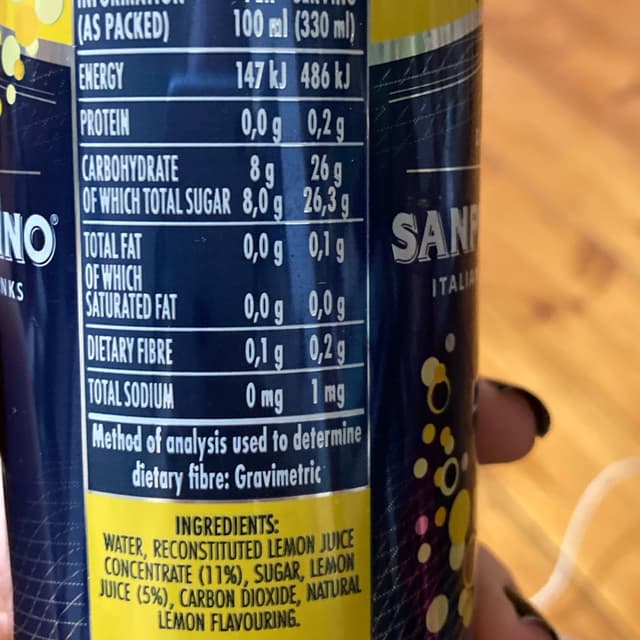 (AS PACKED) 100 ml (330 ml)
ENERGY 147 kJ 486 kJ
PROTEIN 0,0 g 0,2 g
CARBOHYDRATE 8 g 26 g
OF WHICH TOTAL SUGAR 8,0 g 26,3 g
TOTAL FAT 0,0 g 0,1 g
OF WHICH
SATURATED FAT 0,0 g 0,0 g
DIETARY FIBRE 0,1 g 0,2 g
TOTAL SODIUM 0 mg 1 mg
Method of analysis used to determine
dietary fibre: Gravimetric
INGREDIENTS:
WATER, RECONSTITUTED LEMON JUICE
CONCENTRATE (11%), SUGAR, LEMON
JUICE (5%), CARBON DIOXIDE, NATURAL
LEMON FLAVOURING.
INO®
NKS
SANP
ITALIA